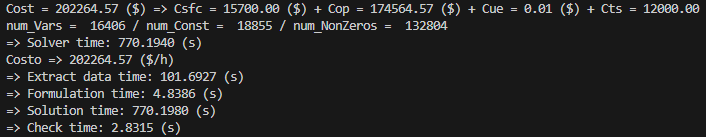 Cost = 202264.57 ($) => Csfc = 15700.00 ($) + Cop = 174564.57 ($) + Cue = 0.01 ($) + Cts = 12000.00
num_Vars =  16406 / num_Const =  18855 / num_NonZeros =  132804
=> Solver time: 770.1940 (s)
Costo => 202264.57 ($/h)
=> Extract data time: 101.6927 (s)
=> Formulation time: 4.8386 (s)
=> Solution time: 770.1980 (s)
=> Check time: 2.8315 (s)